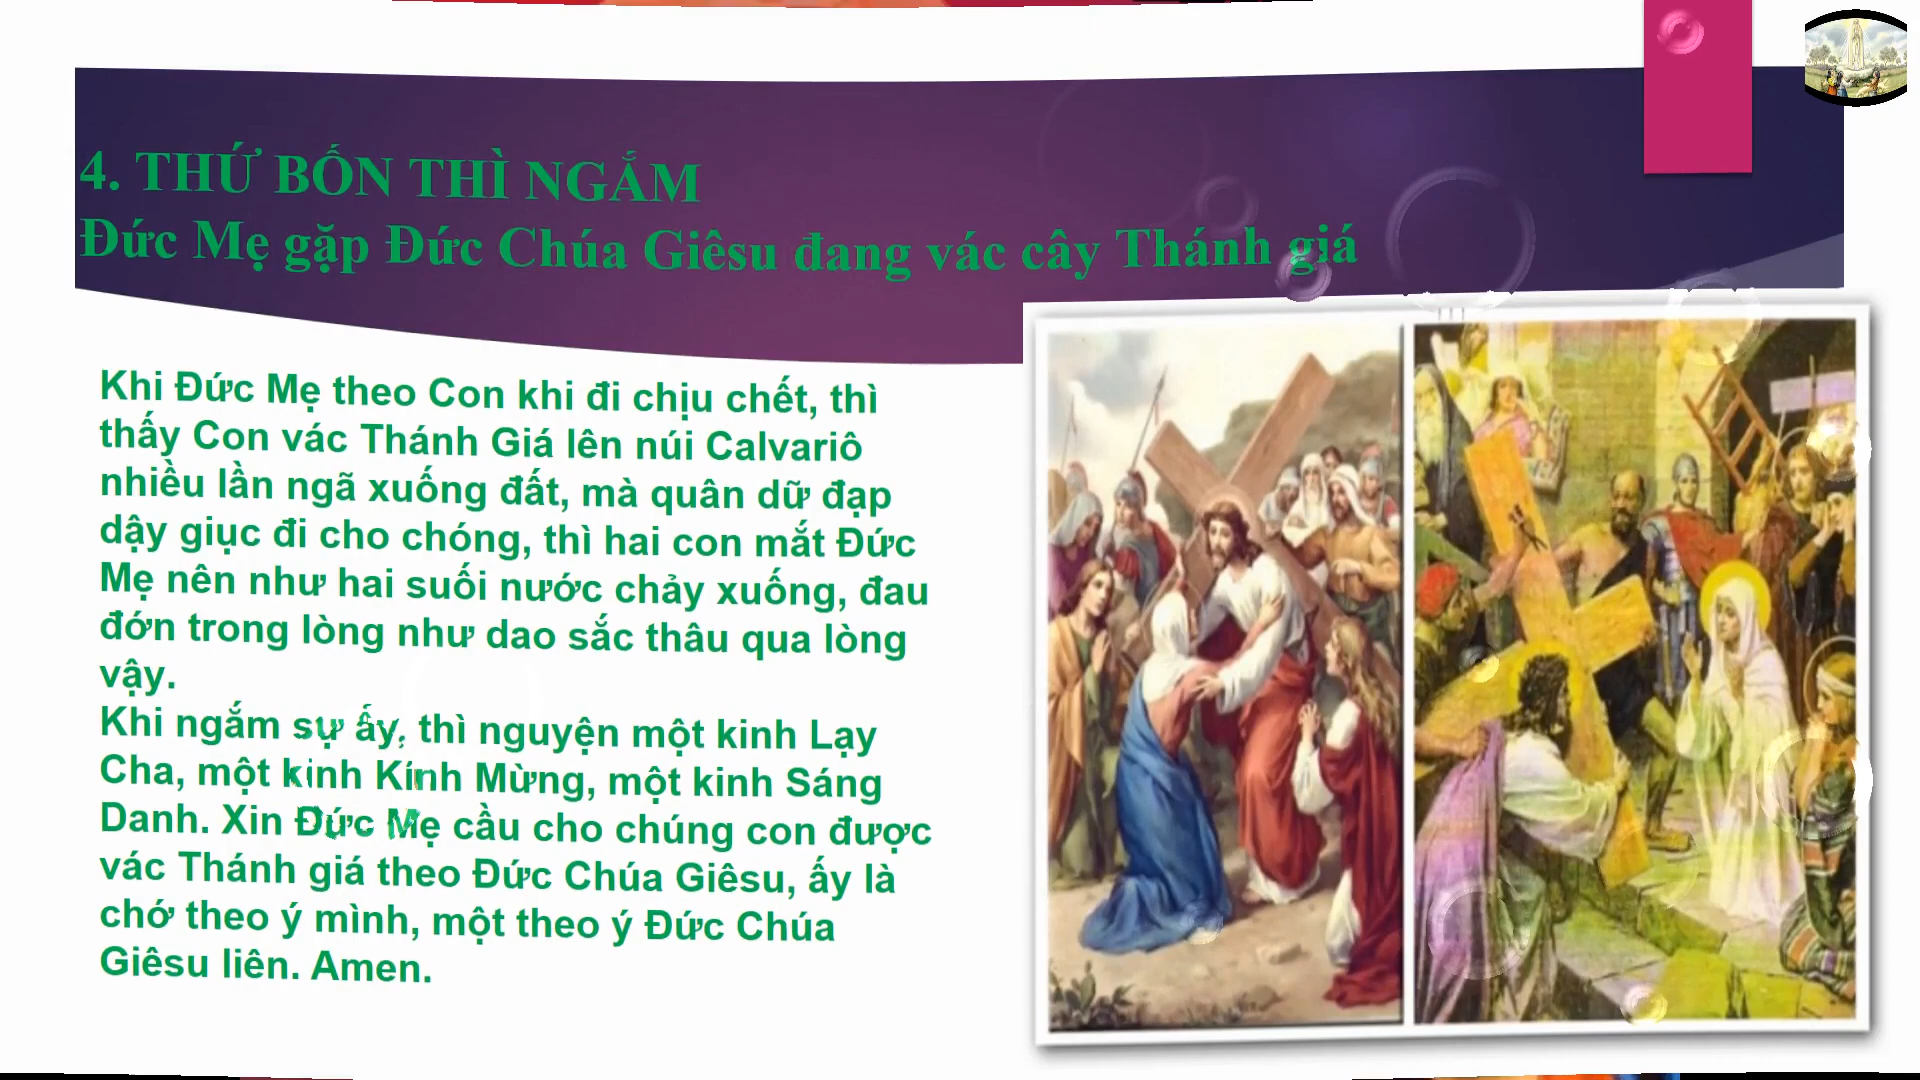 4. THỨ BỐN THÌ NGẮM
Đức Mẹ gặp Đức Chúa Giêsu đang vác cây Thánh giá
Khi Đức Mẹ theo Con khi đi chịu chết, thì
thấy Con vác Thánh Giá lên núi Calvariô
nhiều lần ngã xuống đất, mà quân dữ đạp
dậy giục đi cho chóng, thì hai con mắt Đức
Mẹ nên như hai suối nước chảy xuống, đau
đớn trong lòng như dao sắc thâu qua lòng
vậy.
Khi ngắm sự ấy, thì nguyện một kinh Lạy
Cha, một kinh Kính Mừng, một kinh Sáng
Danh. Xin Đức Mẹ cầu cho chúng con được
vác Thánh giá theo Đức Chúa Giêsu, ấy là
chớ theo ý mình, một theo ý Đức Chúa
Giêsu liên. Amen.